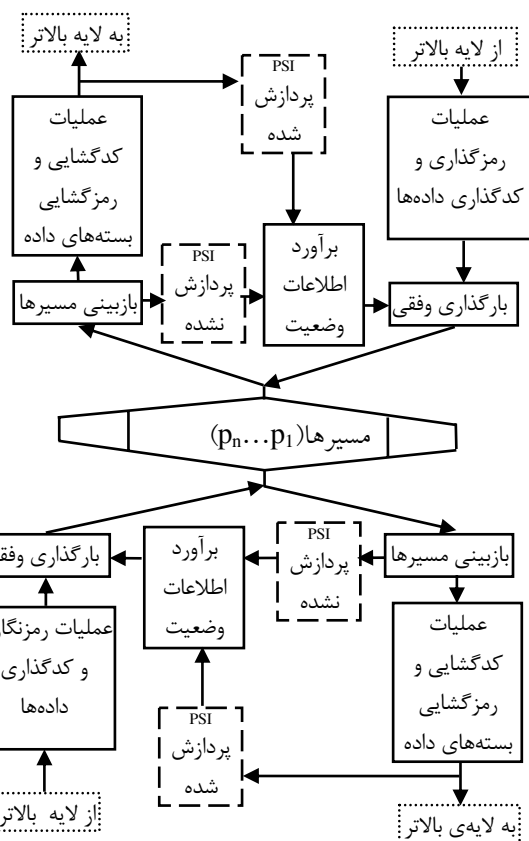 از لایه بالاتر
به لایه بالاتر
PSI
پردازش
شده
عملیات
رمزگذاری و
کدگذاری داده‌ها
عملیات
کدگشایی و
رمزگشایی
بسته‌های داده
برآورد
اطلاعات
وضعیت
PSI
پردازش
نشده
بارگذاری وفقی
بازبینی مسیرها
مسیرها(p₁...pₙ)
بازبینی مسیرها
PSI
پردازش
نشده
برآورد
اطلاعات
وضعیت
بارگذاری وفقی
عملیات
کدگشایی و
رمزگشایی
بسته‌های داده
عملیات رمزنگاری
و کدگذاری
داده‌ها
PSI
پردازش
شده
به لایه‌ی بالاتر
از لایه بالاتر